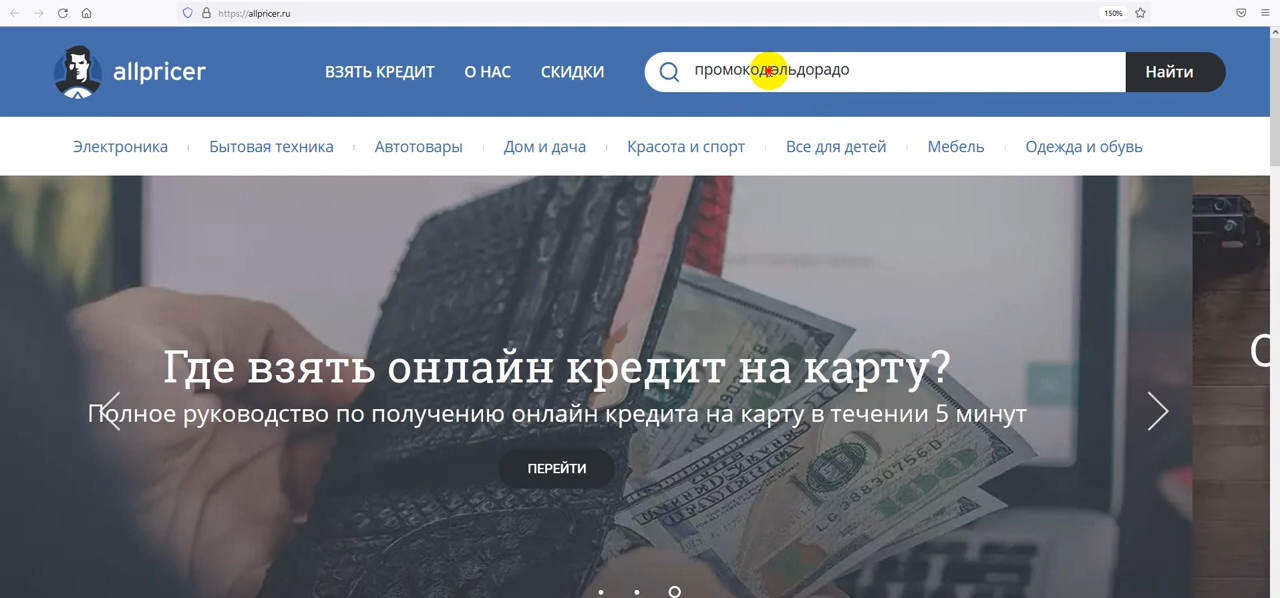 https://allpricer.ru
150%
allpricer
ВЗЯТЬ КРЕДИТ
О НАС
СКИДКИ
промокод эльдорадо
Найти
Электроника
Бытовая техника
Автотовары
Дом и дача
Красота и спорт
Все для детей
Мебель
Одежда и обувь
Где взять онлайн кредит на карту?
Полное руководство по получению онлайн кредита на карту в течении 5 минут
ПЕРЕЙТИ